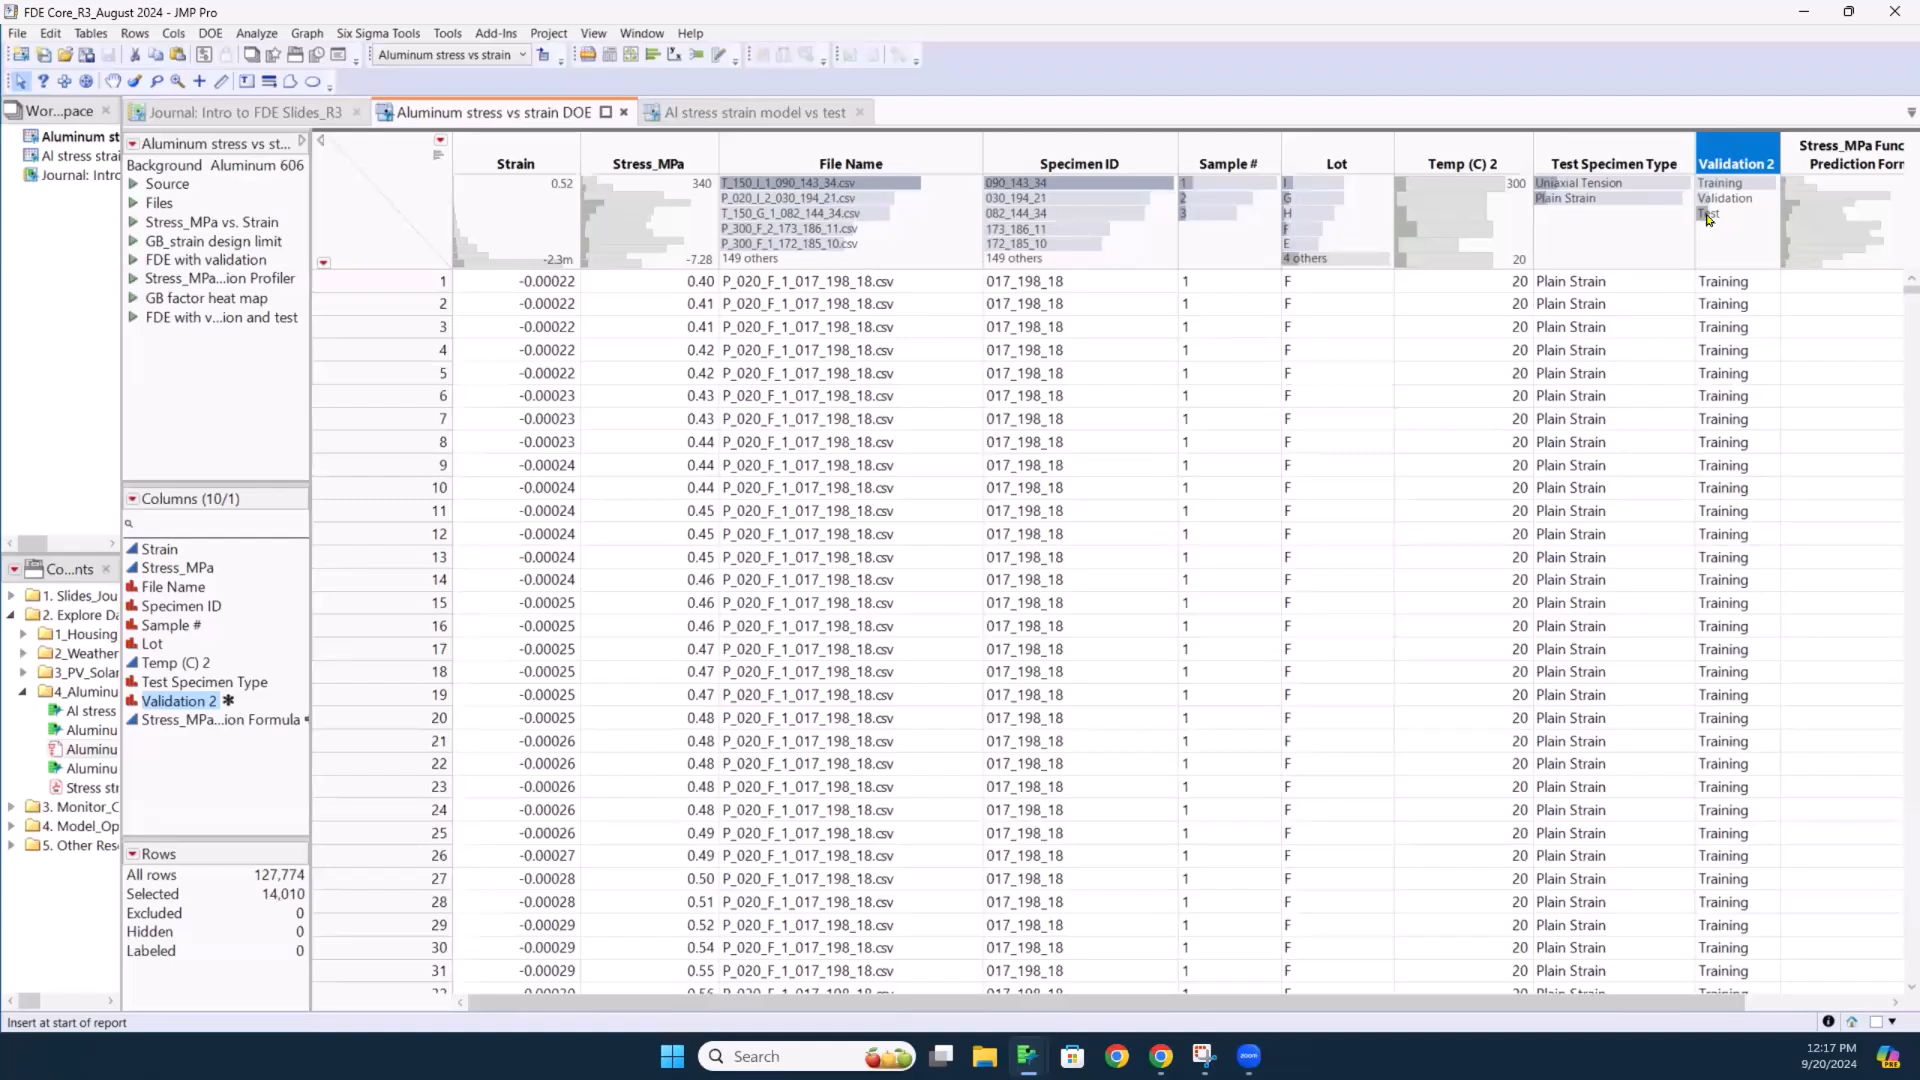 FDE Core_R3_August 2024 - JMP Pro
File Edit Tables Rows Cols DOE Analyze Graph Six Sigma Tools Tools Add-Ins Project View Window Help
Aluminum stress vs strain
Wor...pace
Journal: Intro to FDE Slides_R3
Aluminum stress vs strain DOE
Al stress strain model vs test
Aluminum st
Al stress strai
Journal: Intro
Aluminum stress vs st...
Background Aluminum 606
Source
Files
Stress_MPa vs. Strain
GB_strain design limit
FDE with validation
Stress_MPa...ion Profiler
GB factor heat map
FDE with v...ion and test
Columns (10/1)
Strain
Stress_MPa
File Name
Specimen ID
Sample #
Lot
Temp (C) 2
Test Specimen Type
Validation 2 ✱
Stress_MPa...ion Formula
Rows
All rows 127,774
Selected 14,010
Excluded 0
Hidden 0
Labeled 0
Co...nts
1. Slides_Jou
2. Explore Da
1_Housing
2_Weather
3_PV_Solar
4_Aluminu
Al stress
Aluminu
Aluminu
Aluminu
Stress str
3. Monitor_C
4. Model_Op
5. Other Res
Strain Stress_MPa File Name Specimen ID Sample # Lot Temp (C) 2 Test Specimen Type Validation 2 Stress_MPa Func
Prediction Forr
0.52 340 T_150_I_1_090_143_34.csv 090_143_34 1 I 300 Uniaxial Tension Training
P_020_I_2_030_194_21.csv 030_194_21 2 G Plain Strain Validation
T_150_G_1_082_144_34.csv 082_144_34 3 H Test
P_300_F_2_173_186_11.csv 173_186_11 F
P_300_F_1_172_185_10.csv 172_185_10 E
-2.3m -7.28 149 others 149 others 4 others 20
1 -0.00022 0.40 P_020_F_1_017_198_18.csv 017_198_18 1 F 20 Plain Strain Training
2 -0.00022 0.41 P_020_F_1_017_198_18.csv 017_198_18 1 F 20 Plain Strain Training
3 -0.00022 0.41 P_020_F_1_017_198_18.csv 017_198_18 1 F 20 Plain Strain Training
4 -0.00022 0.42 P_020_F_1_017_198_18.csv 017_198_18 1 F 20 Plain Strain Training
5 -0.00022 0.42 P_020_F_1_017_198_18.csv 017_198_18 1 F 20 Plain Strain Training
6 -0.00023 0.43 P_020_F_1_017_198_18.csv 017_198_18 1 F 20 Plain Strain Training
7 -0.00023 0.43 P_020_F_1_017_198_18.csv 017_198_18 1 F 20 Plain Strain Training
8 -0.00023 0.44 P_020_F_1_017_198_18.csv 017_198_18 1 F 20 Plain Strain Training
9 -0.00024 0.44 P_020_F_1_017_198_18.csv 017_198_18 1 F 20 Plain Strain Training
10 -0.00024 0.44 P_020_F_1_017_198_18.csv 017_198_18 1 F 20 Plain Strain Training
11 -0.00024 0.45 P_020_F_1_017_198_18.csv 017_198_18 1 F 20 Plain Strain Training
12 -0.00024 0.45 P_020_F_1_017_198_18.csv 017_198_18 1 F 20 Plain Strain Training
13 -0.00024 0.45 P_020_F_1_017_198_18.csv 017_198_18 1 F 20 Plain Strain Training
14 -0.00024 0.46 P_020_F_1_017_198_18.csv 017_198_18 1 F 20 Plain Strain Training
15 -0.00025 0.46 P_020_F_1_017_198_18.csv 017_198_18 1 F 20 Plain Strain Training
16 -0.00025 0.46 P_020_F_1_017_198_18.csv 017_198_18 1 F 20 Plain Strain Training
17 -0.00025 0.47 P_020_F_1_017_198_18.csv 017_198_18 1 F 20 Plain Strain Training
18 -0.00025 0.47 P_020_F_1_017_198_18.csv 017_198_18 1 F 20 Plain Strain Training
19 -0.00025 0.47 P_020_F_1_017_198_18.csv 017_198_18 1 F 20 Plain Strain Training
20 -0.00025 0.48 P_020_F_1_017_198_18.csv 017_198_18 1 F 20 Plain Strain Training
21 -0.00026 0.48 P_020_F_1_017_198_18.csv 017_198_18 1 F 20 Plain Strain Training
22 -0.00026 0.48 P_020_F_1_017_198_18.csv 017_198_18 1 F 20 Plain Strain Training
23 -0.00026 0.48 P_020_F_1_017_198_18.csv 017_198_18 1 F 20 Plain Strain Training
24 -0.00026 0.48 P_020_F_1_017_198_18.csv 017_198_18 1 F 20 Plain Strain Training
25 -0.00026 0.49 P_020_F_1_017_198_18.csv 017_198_18 1 F 20 Plain Strain Training
26 -0.00027 0.49 P_020_F_1_017_198_18.csv 017_198_18 1 F 20 Plain Strain Training
27 -0.00028 0.50 P_020_F_1_017_198_18.csv 017_198_18 1 F 20 Plain Strain Training
28 -0.00028 0.51 P_020_F_1_017_198_18.csv 017_198_18 1 F 20 Plain Strain Training
29 -0.00029 0.52 P_020_F_1_017_198_18.csv 017_198_18 1 F 20 Plain Strain Training
30 -0.00029 0.54 P_020_F_1_017_198_18.csv 017_198_18 1 F 20 Plain Strain Training
31 -0.00029 0.55 P_020_F_1_017_198_18.csv 017_198_18 1 F 20 Plain Strain Training
Insert at start of report
Search
zoom
12:17 PM
9/20/2024
PRE